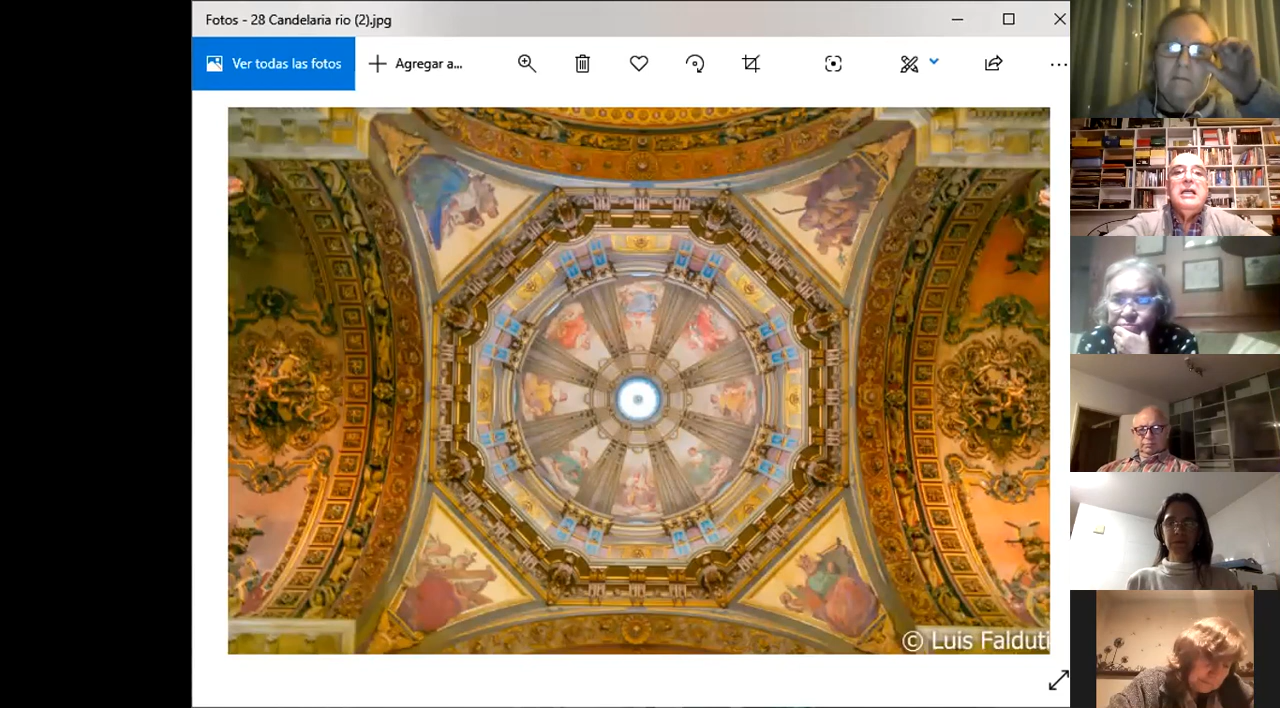 Fotos - 28 Candelaria rio (2).jpg
Ver todas las fotos
Agregar a...
© Luis Falduti